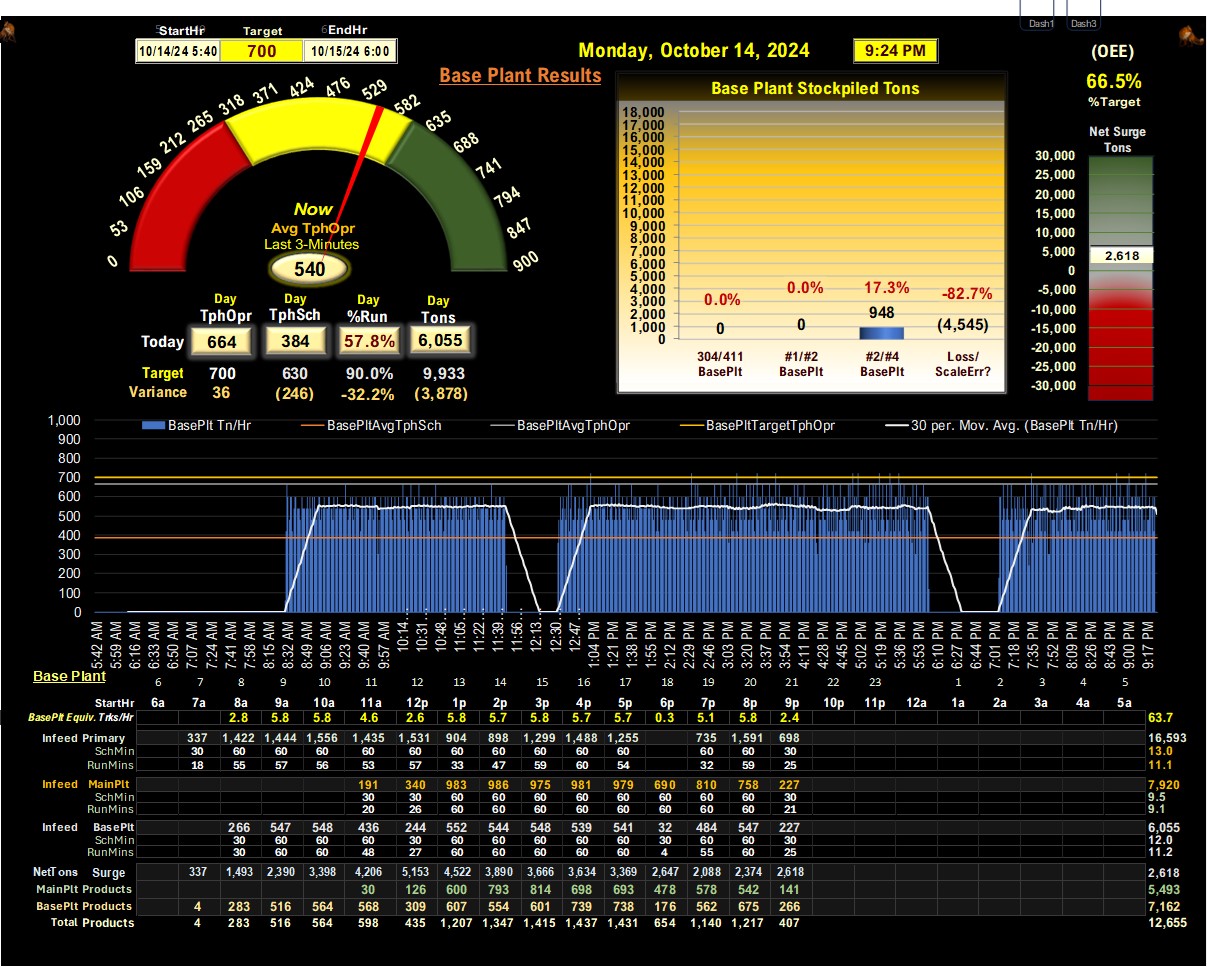 Dash1 Dash3
StartHr Target EndHr
10/14/24 5:40 700 10/15/24 6:00
Monday, October 14, 2024 9:24 PM
(OEE)
66.5%
%Target
Base Plant Results
Base Plant Stockpiled Tons
Net Surge
Tons
0 53 106 159 212 265 318 371 424 476 529 582 635 688 741 794 847 900
Now
Avg TphOpr
Last 3-Minutes
540
Day Day Day Day
TphOpr TphSch %Run Tons
Today 664 384 57.8% 6,055
Target 700 630 90.0% 9,933
Variance 36 (246) -32.2% (3,878)
18,000
17,000
16,000
15,000
14,000
13,000
12,000
11,000
10,000
9,000
8,000
7,000
6,000
5,000
4,000
3,000
2,000
1,000
0
0.0% 0.0% 17.3% -82.7%
0 0 948 (4,545)
304/411 #1/#2 #2/#4 Loss/
BasePlt BasePlt BasePlt ScaleErr?
30,000
25,000
20,000
15,000
10,000
5,000
2,618
0
-5,000
-10,000
-15,000
-20,000
-25,000
-30,000
BasePlt Tn/Hr BasePltAvgTphSch BasePltAvgTphOpr BasePltTargetTphOpr 30 per. Mov. Avg. (BasePlt Tn/Hr)
1,000
900
800
700
600
500
400
300
200
100
0
5:42 AM 5:59 AM 6:16 AM 6:33 AM 6:50 AM 7:07 AM 7:24 AM 7:41 AM 7:58 AM 8:15 AM 8:32 AM 8:49 AM 9:06 AM 9:23 AM 9:40 AM 9:57 AM 10:14… 10:31… 10:48… 11:05… 11:22… 11:39… 11:56… 12:13… 12:30… 12:47… 1:04 PM 1:21 PM 1:38 PM 1:55 PM 2:12 PM 2:29 PM 2:46 PM 3:03 PM 3:20 PM 3:37 PM 3:54 PM 4:11 PM 4:28 PM 4:45 PM 5:02 PM 5:19 PM 5:36 PM 5:53 PM 6:10 PM 6:27 PM 6:44 PM 7:01 PM 7:18 PM 7:35 PM 7:52 PM 8:09 PM 8:26 PM 8:43 PM 9:00 PM 9:17 PM
Base Plant
6 7 8 9 10 11 12 13 14 15 16 17 18 19 20 21 22 23 1 2 3 4 5
StartHr 6a 7a 8a 9a 10a 11a 12p 1p 2p 3p 4p 5p 6p 7p 8p 9p 10p 11p 12a 1a 2a 3a 4a 5a
BasePlt Equiv. Trks/Hr 2.8 5.8 5.8 4.6 2.6 5.8 5.7 5.8 5.7 5.7 0.3 5.1 5.8 2.4 63.7
Infeed Primary 337 1,422 1,444 1,556 1,435 1,531 904 898 1,299 1,488 1,255 735 1,591 698 16,593
SchMin 30 60 60 60 60 60 60 60 60 60 60 60 60 30 13.0
RunMins 18 55 57 56 53 57 33 47 59 60 54 32 59 25 11.1
Infeed MainPlt 191 340 983 986 975 981 979 690 810 758 227 7,920
SchMin 30 30 60 60 60 60 60 60 60 60 30 9.5
RunMins 20 26 60 60 60 60 60 60 60 60 21 9.1
Infeed BasePlt 266 547 548 436 244 552 544 548 539 541 32 484 547 227 6,055
SchMin 30 60 60 60 30 60 60 60 60 60 30 60 60 30 12.0
RunMins 30 60 60 48 27 60 60 60 60 60 4 55 60 25 11.2
NetTons Surge 337 1,493 2,390 3,398 4,206 5,153 4,522 3,890 3,666 3,634 3,369 2,647 2,088 2,374 2,618 2,618
MainPlt Products 30 126 600 793 814 698 693 478 578 542 141 5,493
BasePlt Products 4 283 516 564 568 309 607 554 601 739 738 176 562 675 266 7,162
Total Products 4 283 516 564 598 435 1,207 1,347 1,415 1,437 1,431 654 1,140 1,217 407 12,655